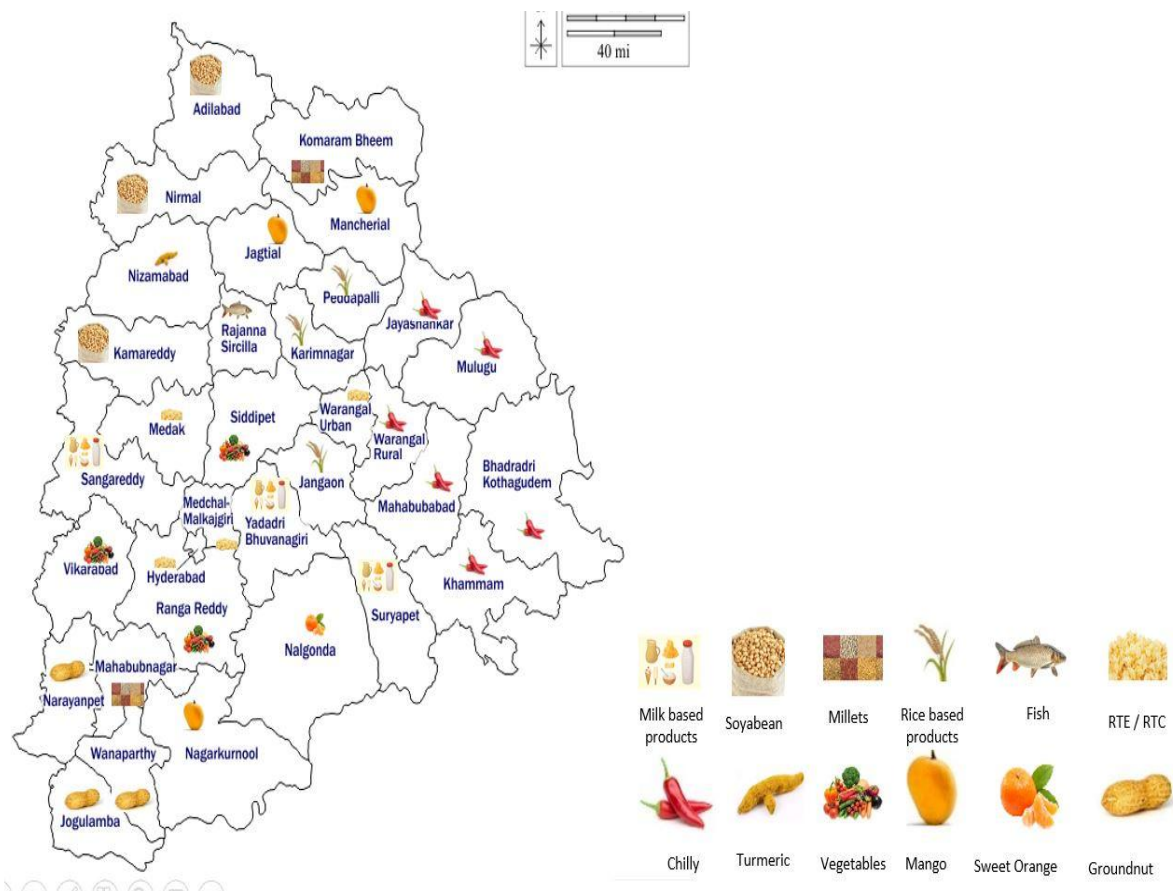 40 mi
Adilabad
Komaram Bheem
Nirmal
Mancherial
Jagtial
Nizamabad
Peddapalli
Jayashankar
Rajanna
Sircilla
Karimnagar
Kamareddy
Mulugu
Siddipet
Warangal
Urban
Medak
Warangal
Rural
Bhadradri
Kothagudem
Sangareddy
Jangaon
Mahabubabad
Medchal-
Malkajgiri
Yadadri
Bhuvanagiri
Vikarabad
Hyderabad
Khammam
Ranga Reddy
Suryapet
Nalgonda
Mahabubnagar
Narayanpet
Wanaparthy
Nagarkurnool
Jogulamba
Milk based
products
Soyabean
Millets
Rice based
products
Fish
RTE / RTC
Chilly
Turmeric
Vegetables
Mango
Sweet Orange
Groundnut